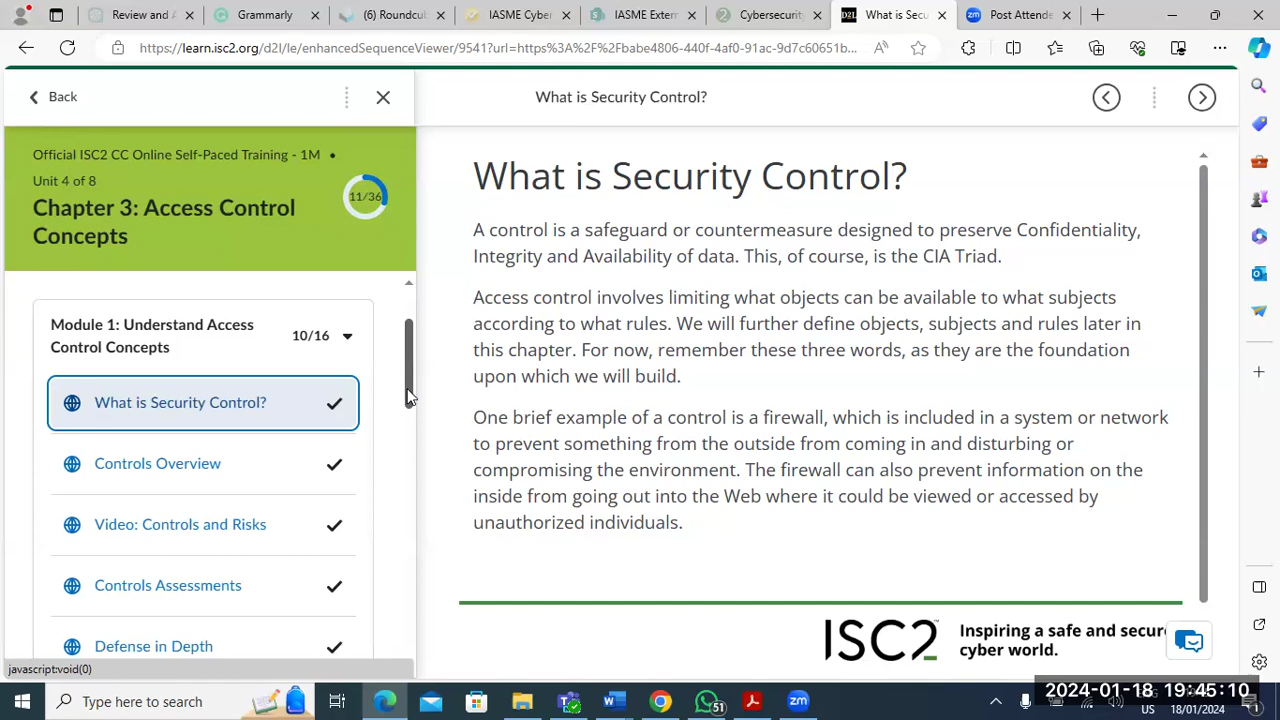 Review and A
Grammarly
(6) Roundcub
IASME Cyber
IASME Extern
Cybersecurity
D2L
What is Secu
Post Attende
https://learn.isc2.org/d2l/le/enhancedSequenceViewer/9541?url=https%3A%2F%2Fbabe4806-440f-4af0-91ac-9d7c60651b...
Back
What is Security Control?
Official ISC2 CC Online Self-Paced Training - 1M •
Unit 4 of 8
Chapter 3: Access Control
Concepts
11/36
Module 1: Understand Access
Control Concepts
10/16
What is Security Control?
Controls Overview
Video: Controls and Risks
Controls Assessments
Defense in Depth
javascript:void(0)
What is Security Control?
A control is a safeguard or countermeasure designed to preserve Confidentiality,
Integrity and Availability of data. This, of course, is the CIA Triad.
Access control involves limiting what objects can be available to what subjects
according to what rules. We will further define objects, subjects and rules later in
this chapter. For now, remember these three words, as they are the foundation
upon which we will build.
One brief example of a control is a firewall, which is included in a system or network
to prevent something from the outside from coming in and disturbing or
compromising the environment. The firewall can also prevent information on the
inside from going out into the Web where it could be viewed or accessed by
unauthorized individuals.
ISC2
Inspiring a safe and secure
cyber world.
Type here to search
51
zm
2024-01-18 19:45:10
US
18/01/2024